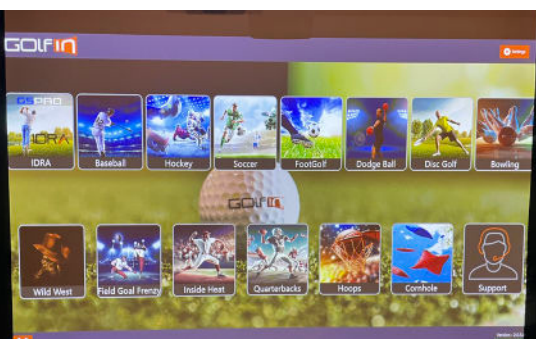 GOLFIN
Settings
GSPRO
IDRA
IDRA
Baseball
Hockey
Soccer
FootGolf
Dodge Ball
Disc Golf
Bowling
GOLFIN
Wild West
Field Goal Frenzy
Inside Heat
Quarterbacks
Hoops
Cornhole
Support